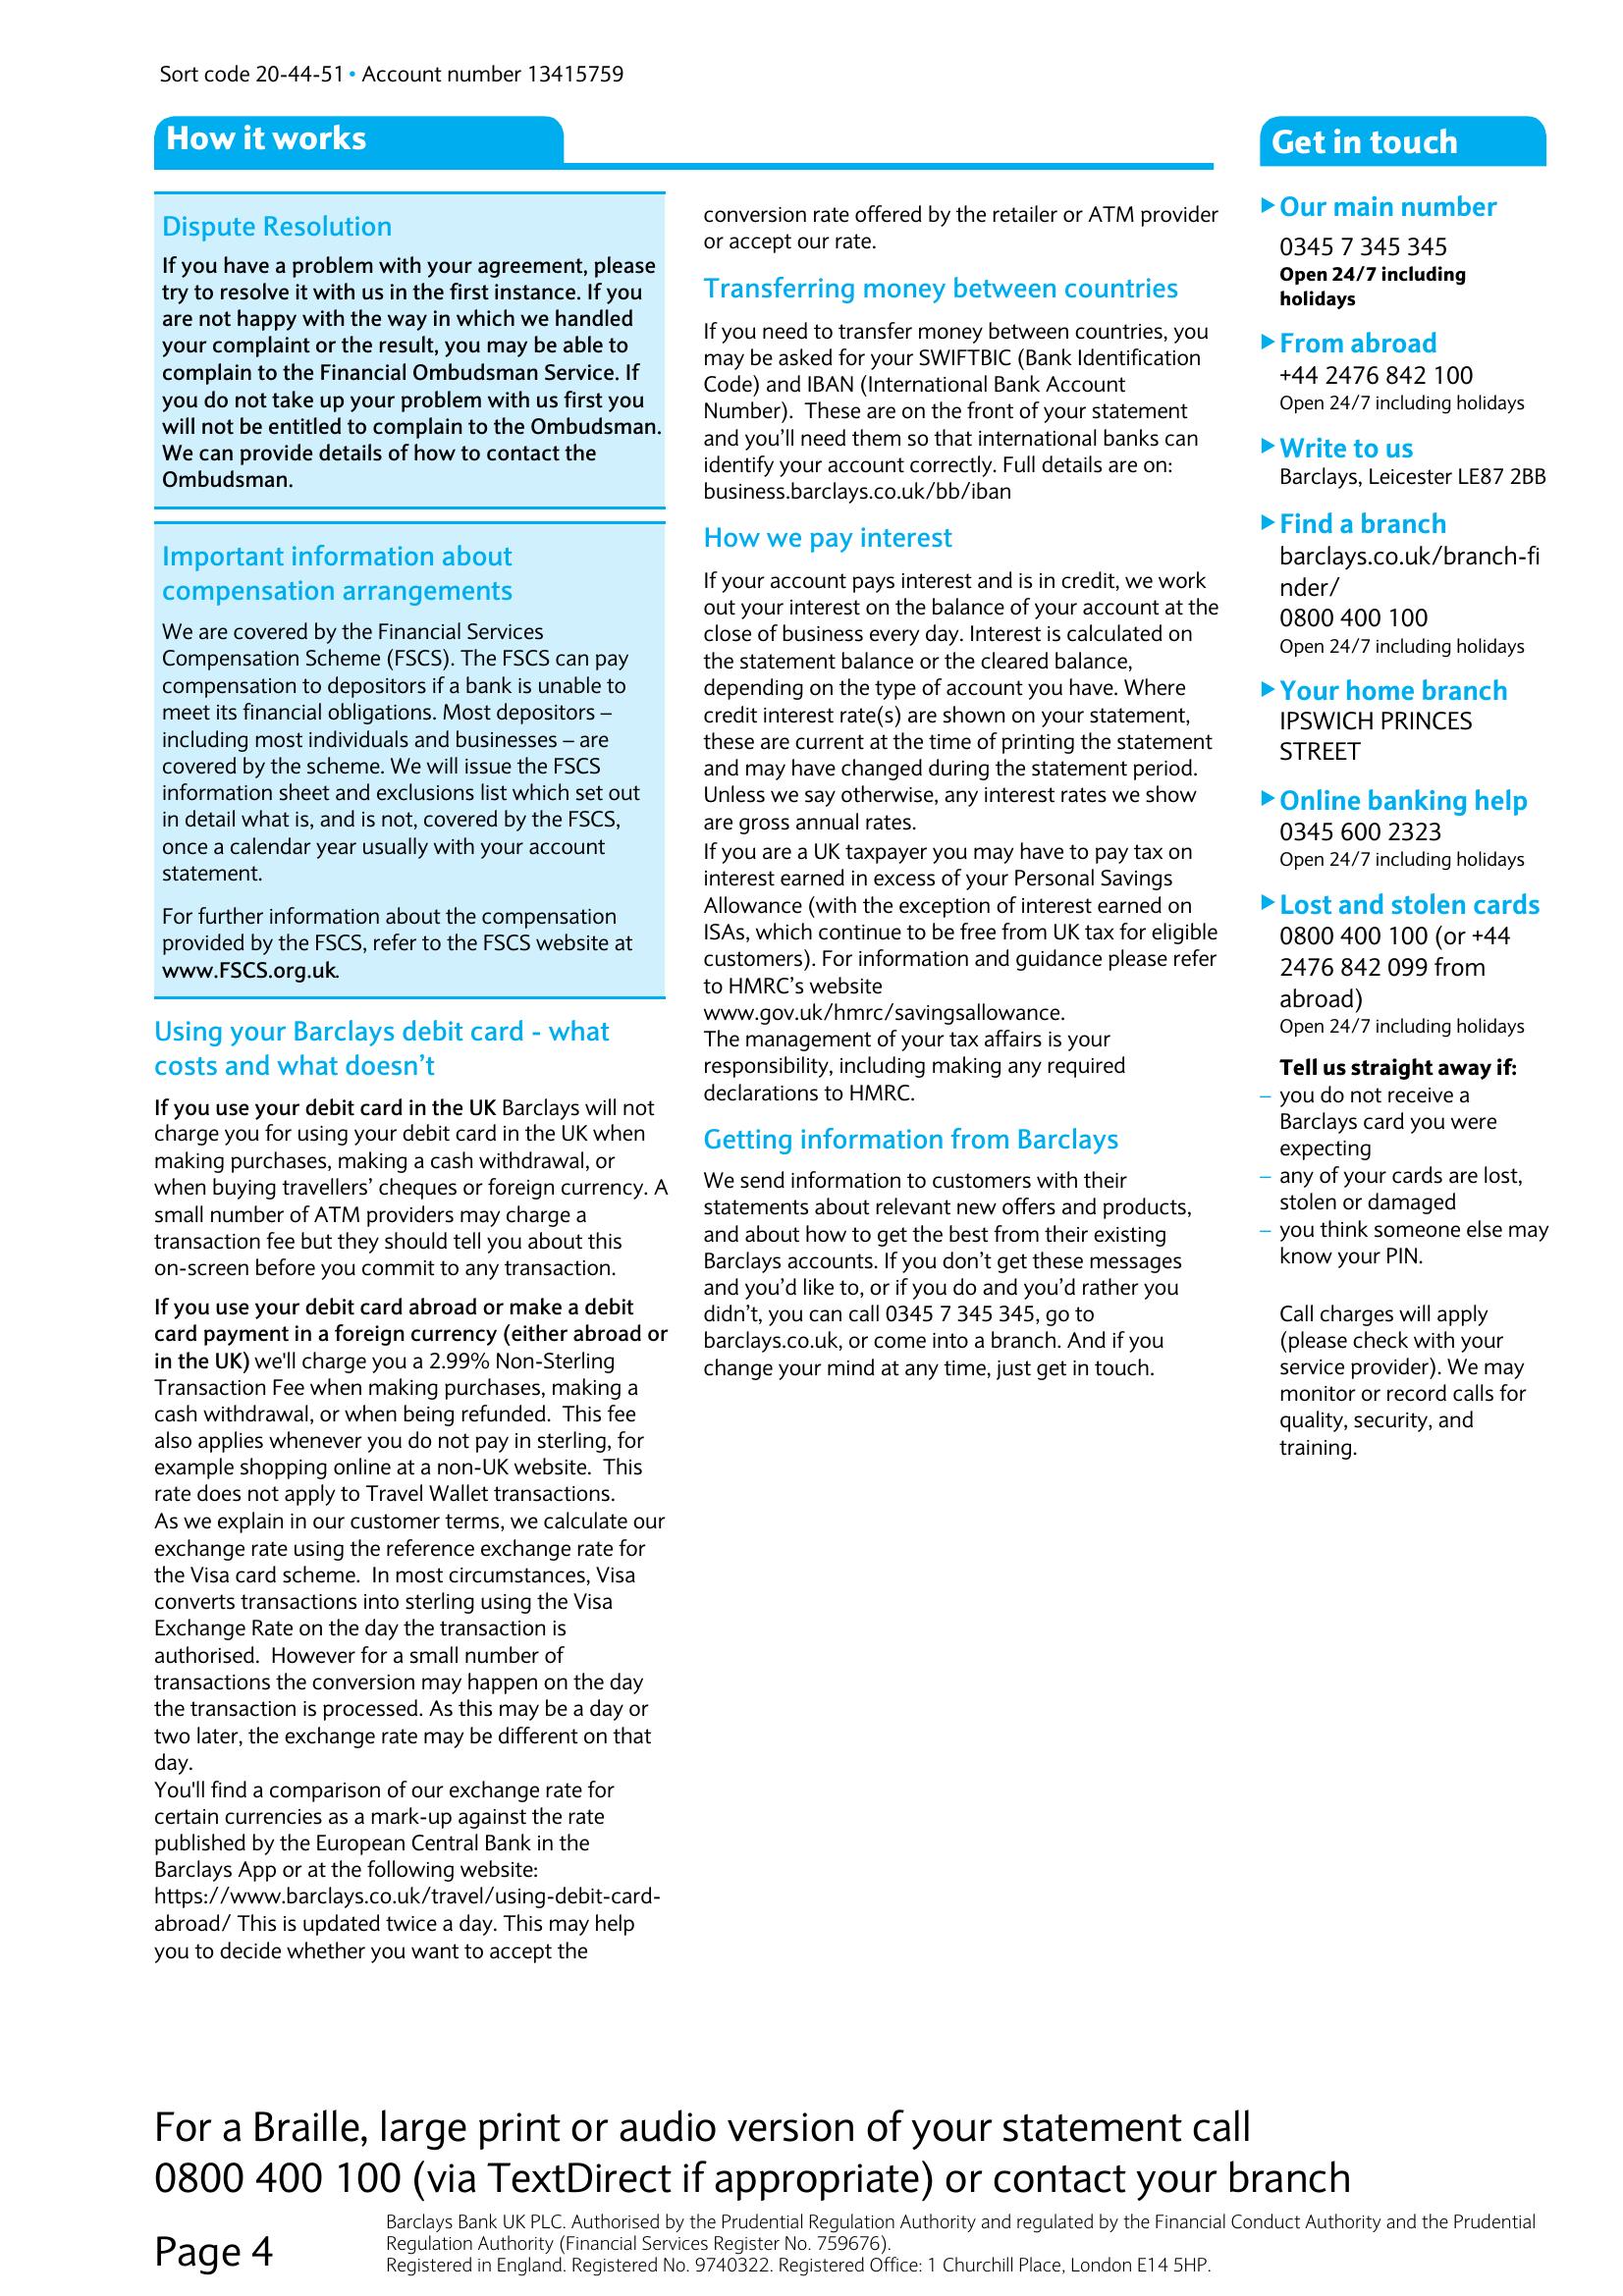 Sort code 20-44-51 • Account number 13415759
How it works
Dispute Resolution
If you have a problem with your agreement, please
try to resolve it with us in the first instance. If you
are not happy with the way in which we handled
your complaint or the result, you may be able to
complain to the Financial Ombudsman Service. If
you do not take up your problem with us first you
will not be entitled to complain to the Ombudsman.
We can provide details of how to contact the
Ombudsman.
Important information about
compensation arrangements
We are covered by the Financial Services
Compensation Scheme (FSCS). The FSCS can pay
compensation to depositors if a bank is unable to
meet its financial obligations. Most depositors –
including most individuals and businesses – are
covered by the scheme. We will issue the FSCS
information sheet and exclusions list which set out
in detail what is, and is not, covered by the FSCS,
once a calendar year usually with your account
statement.
For further information about the compensation
provided by the FSCS, refer to the FSCS website at
www.FSCS.org.uk.
Using your Barclays debit card - what
costs and what doesn’t
If you use your debit card in the UK Barclays will not
charge you for using your debit card in the UK when
making purchases, making a cash withdrawal, or
when buying travellers’ cheques or foreign currency. A
small number of ATM providers may charge a
transaction fee but they should tell you about this
on-screen before you commit to any transaction.
If you use your debit card abroad or make a debit
card payment in a foreign currency (either abroad or
in the UK) we'll charge you a 2.99% Non-Sterling
Transaction Fee when making purchases, making a
cash withdrawal, or when being refunded.  This fee
also applies whenever you do not pay in sterling, for
example shopping online at a non-UK website.  This
rate does not apply to Travel Wallet transactions.
As we explain in our customer terms, we calculate our
exchange rate using the reference exchange rate for
the Visa card scheme.  In most circumstances, Visa
converts transactions into sterling using the Visa
Exchange Rate on the day the transaction is
authorised.  However for a small number of
transactions the conversion may happen on the day
the transaction is processed. As this may be a day or
two later, the exchange rate may be different on that
day.
You'll find a comparison of our exchange rate for
certain currencies as a mark-up against the rate
published by the European Central Bank in the
Barclays App or at the following website:
https://www.barclays.co.uk/travel/using-debit-card-
abroad/ This is updated twice a day. This may help
you to decide whether you want to accept the
conversion rate offered by the retailer or ATM provider
or accept our rate.
Transferring money between countries
If you need to transfer money between countries, you
may be asked for your SWIFTBIC (Bank Identification
Code) and IBAN (International Bank Account
Number).  These are on the front of your statement
and you’ll need them so that international banks can
identify your account correctly. Full details are on:
business.barclays.co.uk/bb/iban
How we pay interest
If your account pays interest and is in credit, we work
out your interest on the balance of your account at the
close of business every day. Interest is calculated on
the statement balance or the cleared balance,
depending on the type of account you have. Where
credit interest rate(s) are shown on your statement,
these are current at the time of printing the statement
and may have changed during the statement period.
Unless we say otherwise, any interest rates we show
are gross annual rates.
If you are a UK taxpayer you may have to pay tax on
interest earned in excess of your Personal Savings
Allowance (with the exception of interest earned on
ISAs, which continue to be free from UK tax for eligible
customers). For information and guidance please refer
to HMRC’s website
www.gov.uk/hmrc/savingsallowance.
The management of your tax affairs is your
responsibility, including making any required
declarations to HMRC.
Getting information from Barclays
We send information to customers with their
statements about relevant new offers and products,
and about how to get the best from their existing
Barclays accounts. If you don’t get these messages
and you’d like to, or if you do and you’d rather you
didn’t, you can call 0345 7 345 345, go to
barclays.co.uk, or come into a branch. And if you
change your mind at any time, just get in touch.
Get in touch
Our main number
0345 7 345 345
Open 24/7 including
holidays
From abroad
+44 2476 842 100
Open 24/7 including holidays
Write to us
Barclays, Leicester LE87 2BB
Find a branch
barclays.co.uk/branch-fi
nder/
0800 400 100
Open 24/7 including holidays
Your home branch
IPSWICH PRINCES
STREET
Online banking help
0345 600 2323
Open 24/7 including holidays
Lost and stolen cards
0800 400 100 (or +44
2476 842 099 from
abroad)
Open 24/7 including holidays
Tell us straight away if:
– you do not receive a
Barclays card you were
expecting
– any of your cards are lost,
stolen or damaged
– you think someone else may
know your PIN.
Call charges will apply
(please check with your
service provider). We may
monitor or record calls for
quality, security, and
training.
For a Braille, large print or audio version of your statement call
0800 400 100 (via TextDirect if appropriate) or contact your branch
Page 4
Barclays Bank UK PLC. Authorised by the Prudential Regulation Authority and regulated by the Financial Conduct Authority and the Prudential
Regulation Authority (Financial Services Register No. 759676).
Registered in England. Registered No. 9740322. Registered Office: 1 Churchill Place, London E14 5HP.